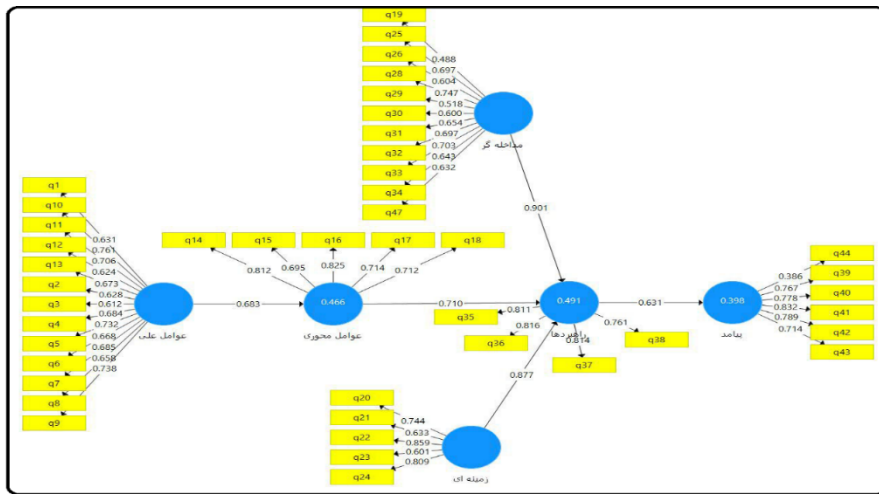 q19
q25
q26
q28
q29
q30
q31
q32
q33
q34
q47
0.488
0.697
0.604
0.747
0.518
0.600
0.654
0.697
0.703
0.643
0.632
مداخله گر
0.901
q1
q10
q11
q12
q13
q2
q3
q4
q5
q6
q7
q8
q9
0.631
0.761
0.706
0.624
0.673
0.628
0.612
0.684
0.732
0.668
0.685
0.658
0.738
عوامل علی
0.683
q14
q15
q16
q17
q18
0.812
0.695
0.825
0.714
0.712
0.466
عوامل محوری
0.710
0.491
راهبردها
q35
q36
q37
q38
0.811
0.816
0.814
0.761
0.631
0.398
پیامد
q44
q39
q40
q41
q42
q43
0.386
0.767
0.778
0.832
0.789
0.714
0.877
q20
q21
q22
q23
q24
0.744
0.633
0.859
0.601
0.809
زمینه ای